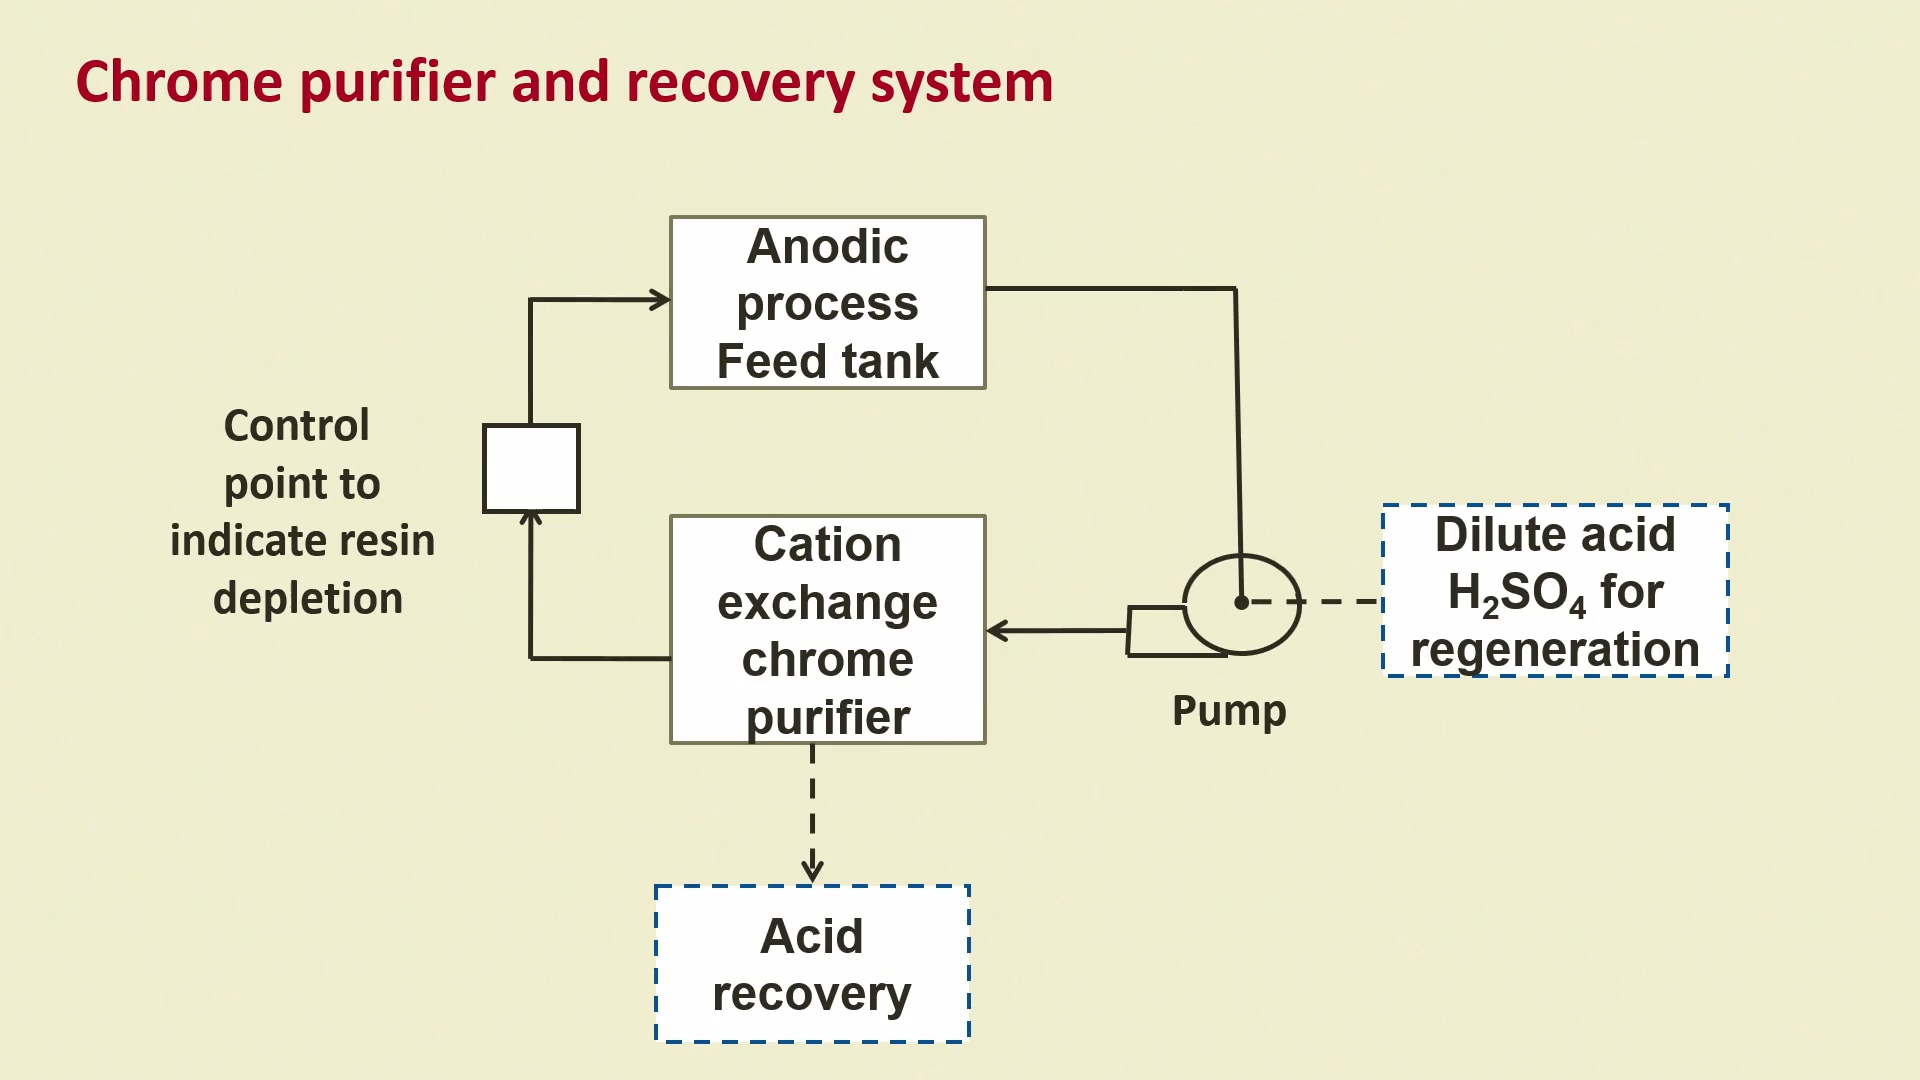 Chrome purifier and recovery system
Anodic
process
Feed tank
Control
point to
indicate resin
depletion
Cation
exchange
chrome
purifier
Dilute acid
H₂SO₄ for
regeneration
Pump
Acid
recovery